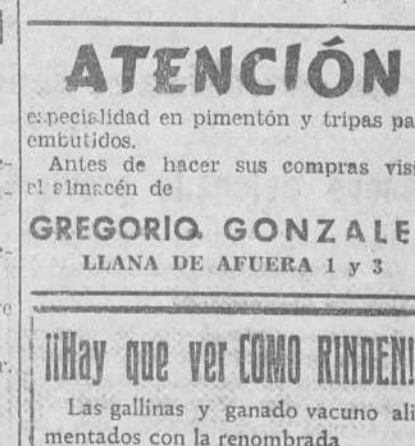 ATENCIÓN
especialidad en pimentón y tripas pa
embutidos.
Antes de hacer sus compras visi
el almacén de
GREGORIO GONZALE
LLANA DE AFUERA 1 y 3
¡¡Hay que ver COMO RINDEN!
Las gallinas y ganado vacuno ali
mentados con la renombrada